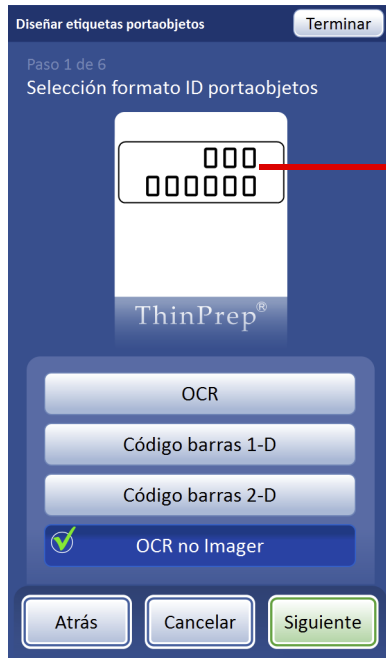 Diseñar etiquetas portaobjetos
Terminar
Paso 1 de 6
Selección formato ID portaobjetos
000
000000
ThinPrep®
OCR
Código barras 1-D
Código barras 2-D
OCR no Imager
Atrás
Cancelar
Siguiente